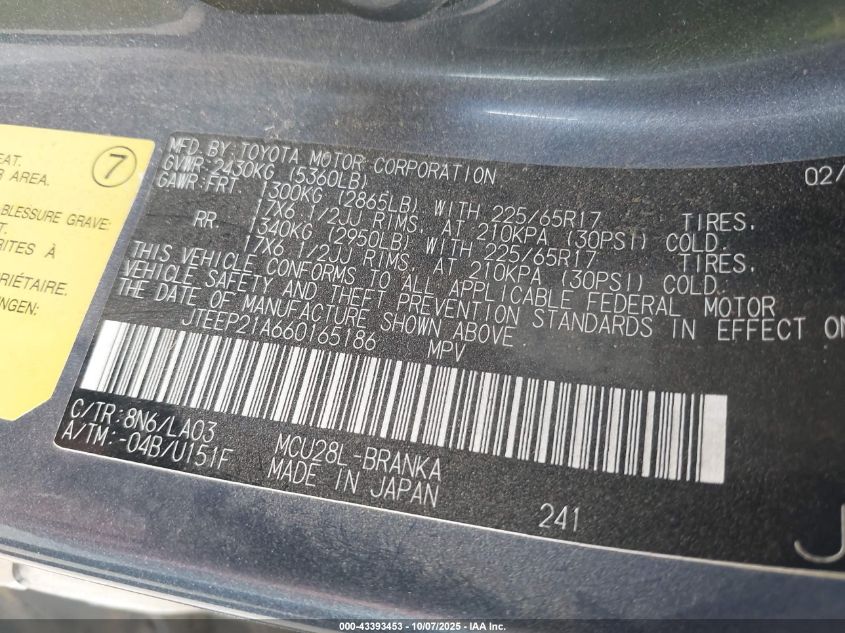 EAT.
R AREA.
7
BLESSURE GRAVE
T.
RITES À
PRIÉTAIRE.
INGEN:
MFD.BY:TOYOTA MOTOR CORPORATION 02/
GVWR:2430KG (5360LB)
GAWR:FRT 1300KG (2865LB) WITH 225/65R17 TIRES,
17X6 1/2JJ RIMS, AT 210KPA (30PSI) COLD.
RR. 1340KG (2950LB) WITH 225/65R17 TIRES,
17X6 1/2JJ RIMS, AT 210KPA (30PSI) COLD.
THIS VEHICLE CONFORMS TO ALL APPLICABLE FEDERAL MOTOR
VEHICLE SAFETY AND THEFT PREVENTION STANDARDS IN EFFECT ON
THE DATE OF MANUFACTURE SHOWN ABOVE
JTEEP21A660165186 MPV
C/TR:8N6/LA03 MCU28L-BRANKA
A/TM:-04B/U151F MADE IN JAPAN
241
J
000-43393453 - 10/07/2025 - IAA Inc.